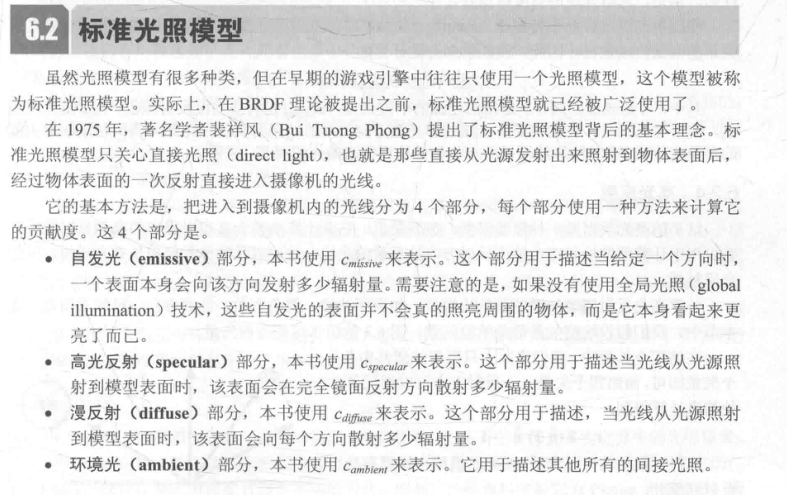 6.2 标准光照模型
虽然光照模型有很多种类，但在早期的游戏引擎中往往只使用一个光照模型，这个模型被称
为标准光照模型。实际上，在 BRDF 理论被提出之前，标准光照模型就已经被广泛使用了。
在 1975 年，著名学者裴祥风（Bui Tuong Phong）提出了标准光照模型背后的基本理念。标
准光照模型只关心直接光照（direct light），也就是那些直接从光源发射出来照射到物体表面后，
经过物体表面的一次反射直接进入摄像机的光线。
它的基本方法是，把进入到摄像机内的光线分为 4 个部分，每个部分使用一种方法来计算它
的贡献度。这 4 个部分是。
• 自发光（emissive）部分，本书使用 cmissive 来表示。这个部分用于描述当给定一个方向时，
一个表面本身会向该方向发射多少辐射量。需要注意的是，如果没有使用全局光照（global
illumination）技术，这些自发光的表面并不会真的照亮周围的物体，而是它本身看起来更
亮了而已。
• 高光反射（specular）部分，本书使用 cspecular 来表示。这个部分用于描述当光线从光源照
射到模型表面时，该表面会在完全镜面反射方向散射多少辐射量。
• 漫反射（diffuse）部分，本书使用 cdiffuse 来表示。这个部分用于描述，当光线从光源照射
到模型表面时，该表面会向每个方向散射多少辐射量。
• 环境光（ambient）部分，本书使用 cambient 来表示。它用于描述其他所有的间接光照。